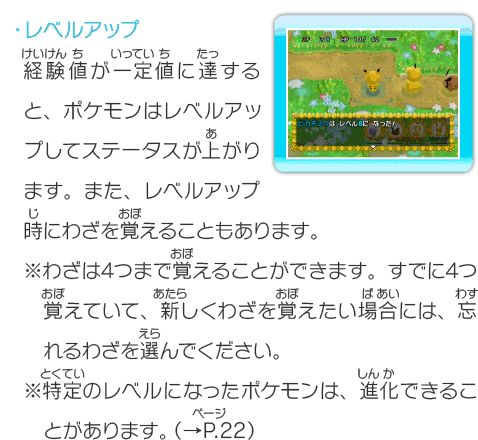 ・レベルアップ
経験値が一定値に達する
と、ポケモンはレベルアッ
プしてステータスが上がり
ます。また、レベルアップ
時にわざを覚えることもあります。
※わざは4つまで覚えることができます。すでに4つ
覚えていて、新しくわざを覚えたい場合には、忘
れるわざを選んでください。
※特定のレベルになったポケモンは、進化できるこ
とがあります。(→P.22)